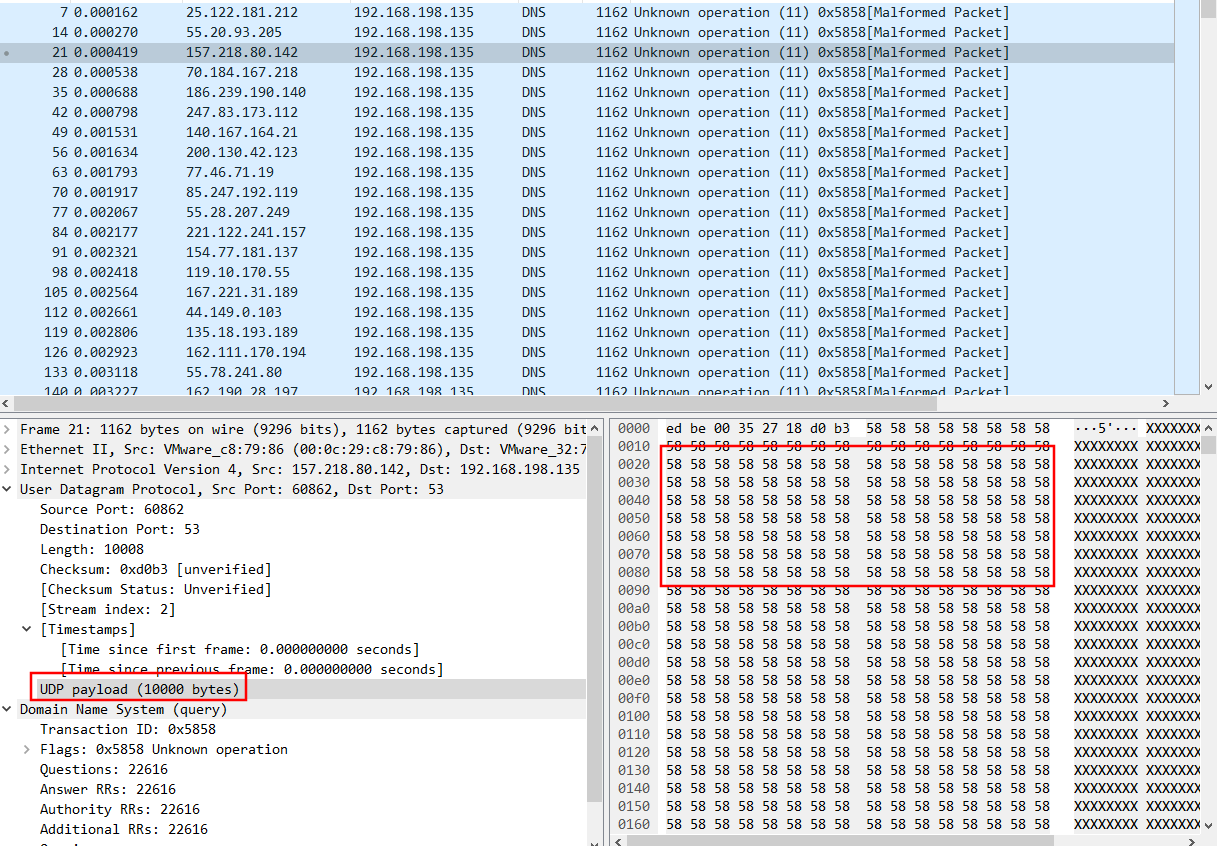 7 0.000162 25.122.181.212 192.168.198.135 DNS 1162 Unknown operation (11) 0x5858[Malformed Packet]
14 0.000270 55.20.93.205 192.168.198.135 DNS 1162 Unknown operation (11) 0x5858[Malformed Packet]
21 0.000419 157.218.80.142 192.168.198.135 DNS 1162 Unknown operation (11) 0x5858[Malformed Packet]
28 0.000538 70.184.167.218 192.168.198.135 DNS 1162 Unknown operation (11) 0x5858[Malformed Packet]
35 0.000688 186.239.190.140 192.168.198.135 DNS 1162 Unknown operation (11) 0x5858[Malformed Packet]
42 0.000798 247.83.173.112 192.168.198.135 DNS 1162 Unknown operation (11) 0x5858[Malformed Packet]
49 0.001531 140.167.164.21 192.168.198.135 DNS 1162 Unknown operation (11) 0x5858[Malformed Packet]
56 0.001634 200.130.42.123 192.168.198.135 DNS 1162 Unknown operation (11) 0x5858[Malformed Packet]
63 0.001793 77.46.71.19 192.168.198.135 DNS 1162 Unknown operation (11) 0x5858[Malformed Packet]
70 0.001917 85.247.192.119 192.168.198.135 DNS 1162 Unknown operation (11) 0x5858[Malformed Packet]
77 0.002067 55.28.207.249 192.168.198.135 DNS 1162 Unknown operation (11) 0x5858[Malformed Packet]
84 0.002177 221.122.241.157 192.168.198.135 DNS 1162 Unknown operation (11) 0x5858[Malformed Packet]
91 0.002321 154.77.181.137 192.168.198.135 DNS 1162 Unknown operation (11) 0x5858[Malformed Packet]
98 0.002418 119.10.170.55 192.168.198.135 DNS 1162 Unknown operation (11) 0x5858[Malformed Packet]
105 0.002564 167.221.31.189 192.168.198.135 DNS 1162 Unknown operation (11) 0x5858[Malformed Packet]
112 0.002661 44.149.0.103 192.168.198.135 DNS 1162 Unknown operation (11) 0x5858[Malformed Packet]
119 0.002806 135.18.193.189 192.168.198.135 DNS 1162 Unknown operation (11) 0x5858[Malformed Packet]
126 0.002923 162.111.170.194 192.168.198.135 DNS 1162 Unknown operation (11) 0x5858[Malformed Packet]
133 0.003118 55.78.241.80 192.168.198.135 DNS 1162 Unknown operation (11) 0x5858[Malformed Packet]
140 0.003227 162.190.28.197 192.168.198.135 DNS 1162 Unknown operation (11) 0x5858[Malformed Packet]
Frame 21: 1162 bytes on wire (9296 bits), 1162 bytes captured (9296 bit
Ethernet II, Src: VMware_c8:79:86 (00:0c:29:c8:79:86), Dst: VMware_32:7
Internet Protocol Version 4, Src: 157.218.80.142, Dst: 192.168.198.135
User Datagram Protocol, Src Port: 60862, Dst Port: 53
Source Port: 60862
Destination Port: 53
Length: 10008
Checksum: 0xd0b3 [unverified]
[Checksum Status: Unverified]
[Stream index: 2]
[Timestamps]
[Time since first frame: 0.000000000 seconds]
[Time since previous frame: 0.000000000 seconds]
UDP payload (10000 bytes)
Domain Name System (query)
Transaction ID: 0x5858
Flags: 0x5858 Unknown operation
Questions: 22616
Answer RRs: 22616
Authority RRs: 22616
Additional RRs: 22616
0000 ed be 00 35 27 18 d0 b3 58 58 58 58 58 58 58 58 ···5'··· XXXXXXX
0010 58 58 58 58 58 58 58 58 58 58 58 58 58 58 58 58 XXXXXXXX XXXXXXX
0020 58 58 58 58 58 58 58 58 58 58 58 58 58 58 58 58 XXXXXXXX XXXXXXX
0030 58 58 58 58 58 58 58 58 58 58 58 58 58 58 58 58 XXXXXXXX XXXXXXX
0040 58 58 58 58 58 58 58 58 58 58 58 58 58 58 58 58 XXXXXXXX XXXXXXX
0050 58 58 58 58 58 58 58 58 58 58 58 58 58 58 58 58 XXXXXXXX XXXXXXX
0060 58 58 58 58 58 58 58 58 58 58 58 58 58 58 58 58 XXXXXXXX XXXXXXX
0070 58 58 58 58 58 58 58 58 58 58 58 58 58 58 58 58 XXXXXXXX XXXXXXX
0080 58 58 58 58 58 58 58 58 58 58 58 58 58 58 58 58 XXXXXXXX XXXXXXX
0090 58 58 58 58 58 58 58 58 58 58 58 58 58 58 58 58 XXXXXXXX XXXXXXX
00a0 58 58 58 58 58 58 58 58 58 58 58 58 58 58 58 58 XXXXXXXX XXXXXXX
00b0 58 58 58 58 58 58 58 58 58 58 58 58 58 58 58 58 XXXXXXXX XXXXXXX
00c0 58 58 58 58 58 58 58 58 58 58 58 58 58 58 58 58 XXXXXXXX XXXXXXX
00d0 58 58 58 58 58 58 58 58 58 58 58 58 58 58 58 58 XXXXXXXX XXXXXXX
00e0 58 58 58 58 58 58 58 58 58 58 58 58 58 58 58 58 XXXXXXXX XXXXXXX
00f0 58 58 58 58 58 58 58 58 58 58 58 58 58 58 58 58 XXXXXXXX XXXXXXX
0100 58 58 58 58 58 58 58 58 58 58 58 58 58 58 58 58 XXXXXXXX XXXXXXX
0110 58 58 58 58 58 58 58 58 58 58 58 58 58 58 58 58 XXXXXXXX XXXXXXX
0120 58 58 58 58 58 58 58 58 58 58 58 58 58 58 58 58 XXXXXXXX XXXXXXX
0130 58 58 58 58 58 58 58 58 58 58 58 58 58 58 58 58 XXXXXXXX XXXXXXX
0140 58 58 58 58 58 58 58 58 58 58 58 58 58 58 58 58 XXXXXXXX XXXXXXX
0150 58 58 58 58 58 58 58 58 58 58 58 58 58 58 58 58 XXXXXXXX XXXXXXX
0160 58 58 58 58 58 58 58 58 58 58 58 58 58 58 58 58 XXXXXXXX XXXXXXX